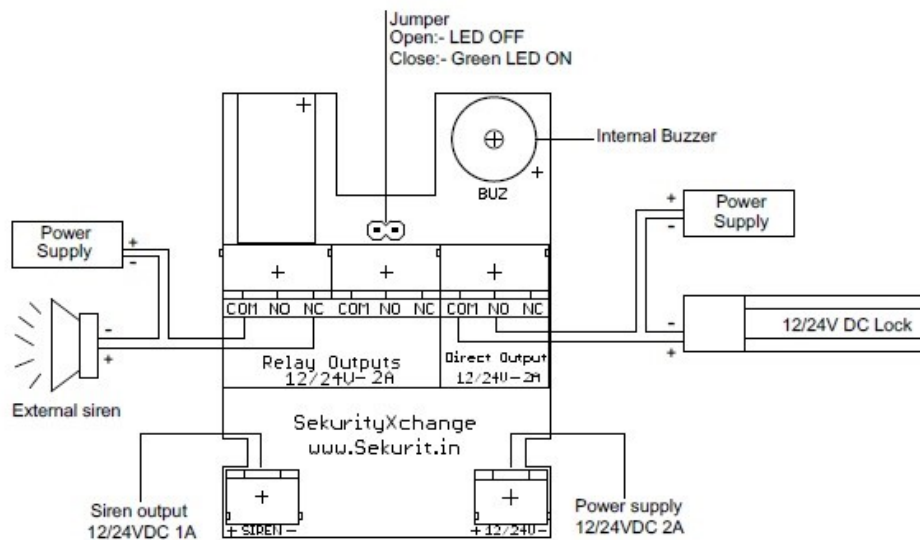 Jumper
Open:- LED OFF
Close:- Green LED ON
+
Internal Buzzer
+
BUZ
Power
Supply
+
-
+
-
Power
Supply
+
+
+
COM NO NC COM NO NC COM NO NC
-
+
External siren
Relay Outputs
12/24V-2A
Direct Output
12/24V-2A
-
+
12/24V DC Lock
SekurityXchange
www.Sekurit.in
Siren output
12/24VDC 1A
+
+ SIREN -
+
+ 12/24V-
Power supply
12/24VDC 2A